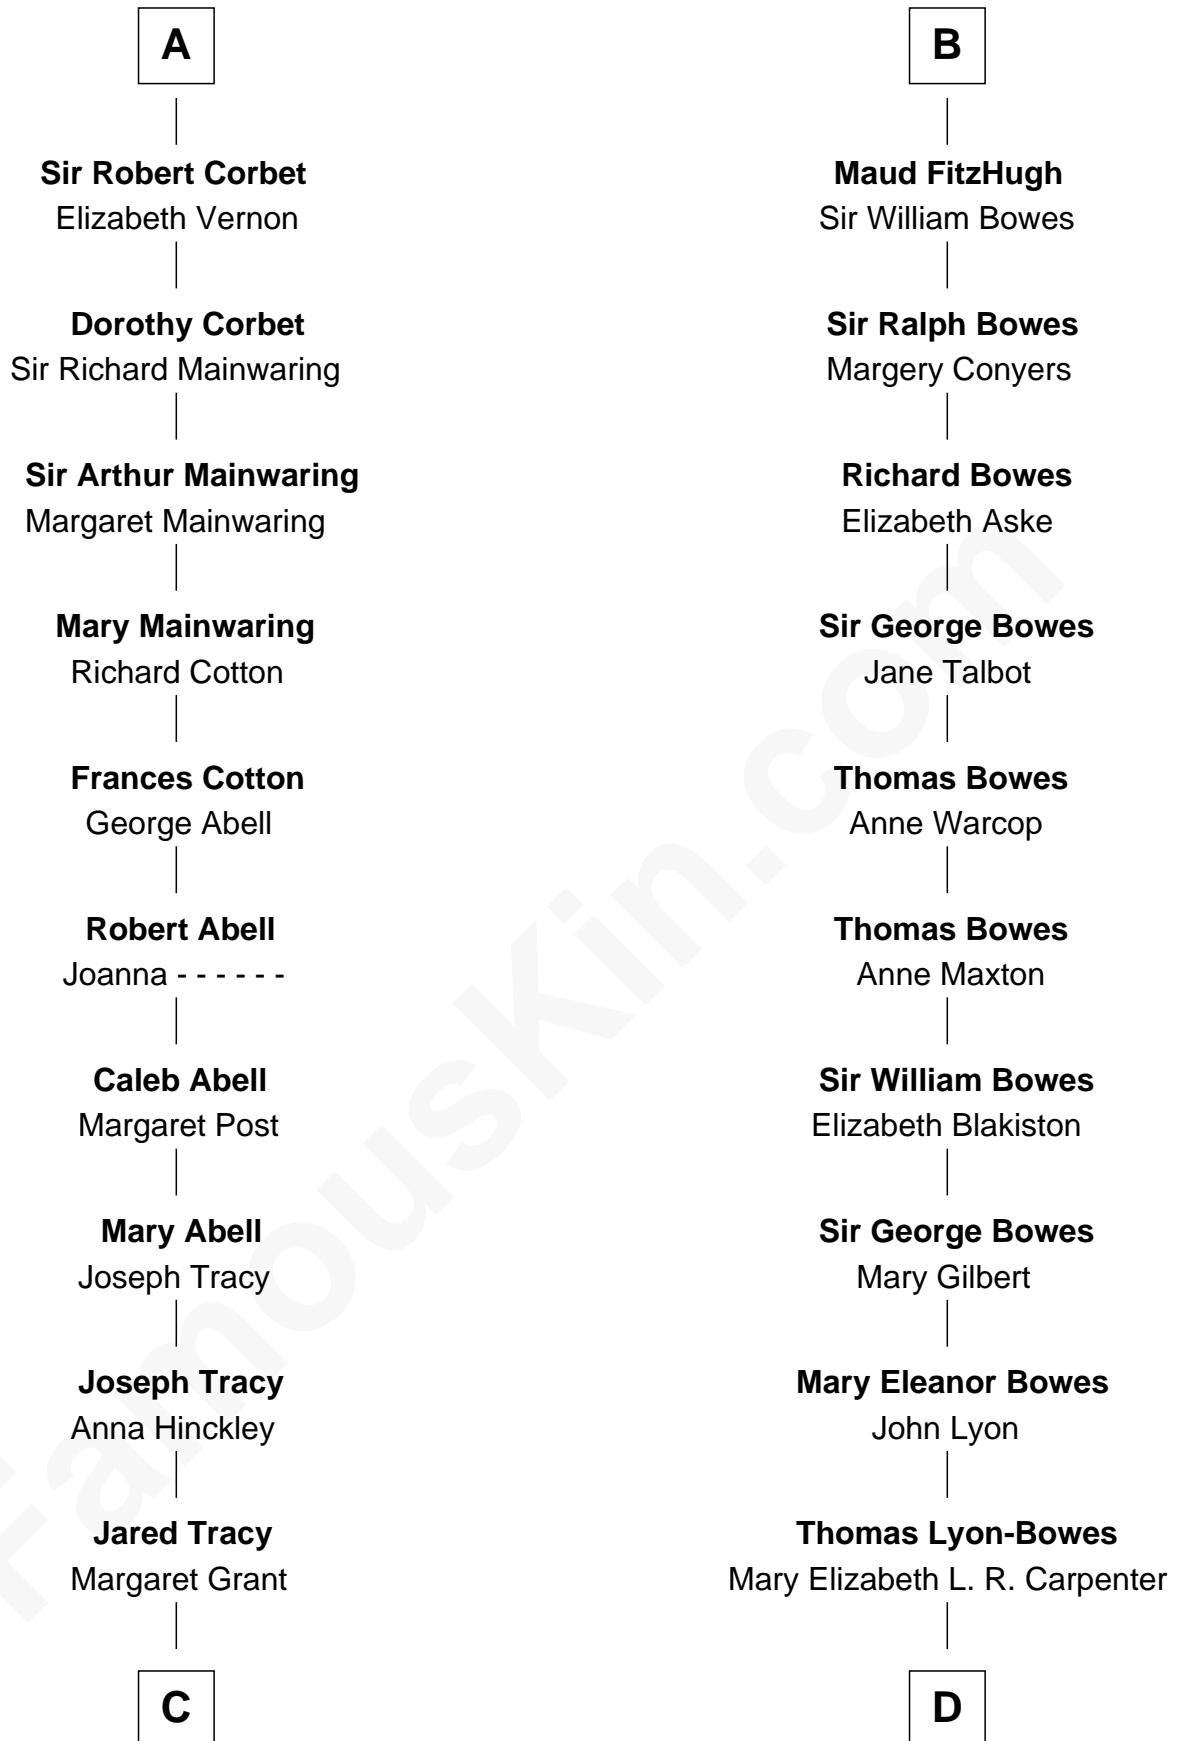 A
Sir Robert Corbet
Elizabeth Vernon
Dorothy Corbet
Sir Richard Mainwaring
Sir Arthur Mainwaring
Margaret Mainwaring
Mary Mainwaring
Richard Cotton
Frances Cotton
George Abell
Robert Abell
Joanna - - - - - -
Caleb Abell
Margaret Post
Mary Abell
Joseph Tracy
Joseph Tracy
Anna Hinckley
Jared Tracy
Margaret Grant
C
B
Maud FitzHugh
Sir William Bowes
Sir Ralph Bowes
Margery Conyers
Richard Bowes
Elizabeth Aske
Sir George Bowes
Jane Talbot
Thomas Bowes
Anne Warcop
Thomas Bowes
Anne Maxton
Sir William Bowes
Elizabeth Blakiston
Sir George Bowes
Mary Gilbert
Mary Eleanor Bowes
John Lyon
Thomas Lyon-Bowes
Mary Elizabeth L. R. Carpenter
D
FamousKin.com